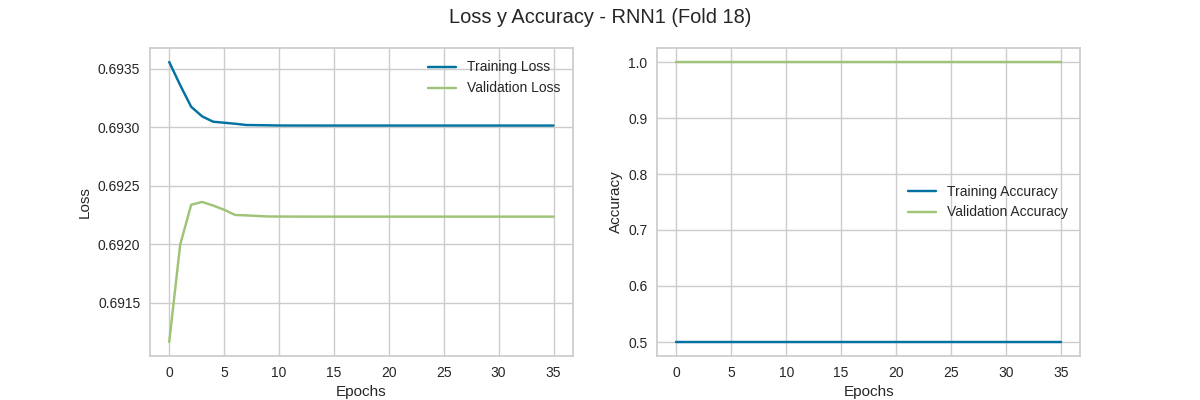 Loss y Accuracy - RNN1 (Fold 18)
0.6935
0.6930
0.6925
0.6920
0.6915
Loss
Training Loss
Validation Loss
0 5 10 15 20 25 30 35
Epochs
1.0
0.9
0.8
0.7
0.6
0.5
Accuracy
Training Accuracy
Validation Accuracy
0 5 10 15 20 25 30 35
Epochs